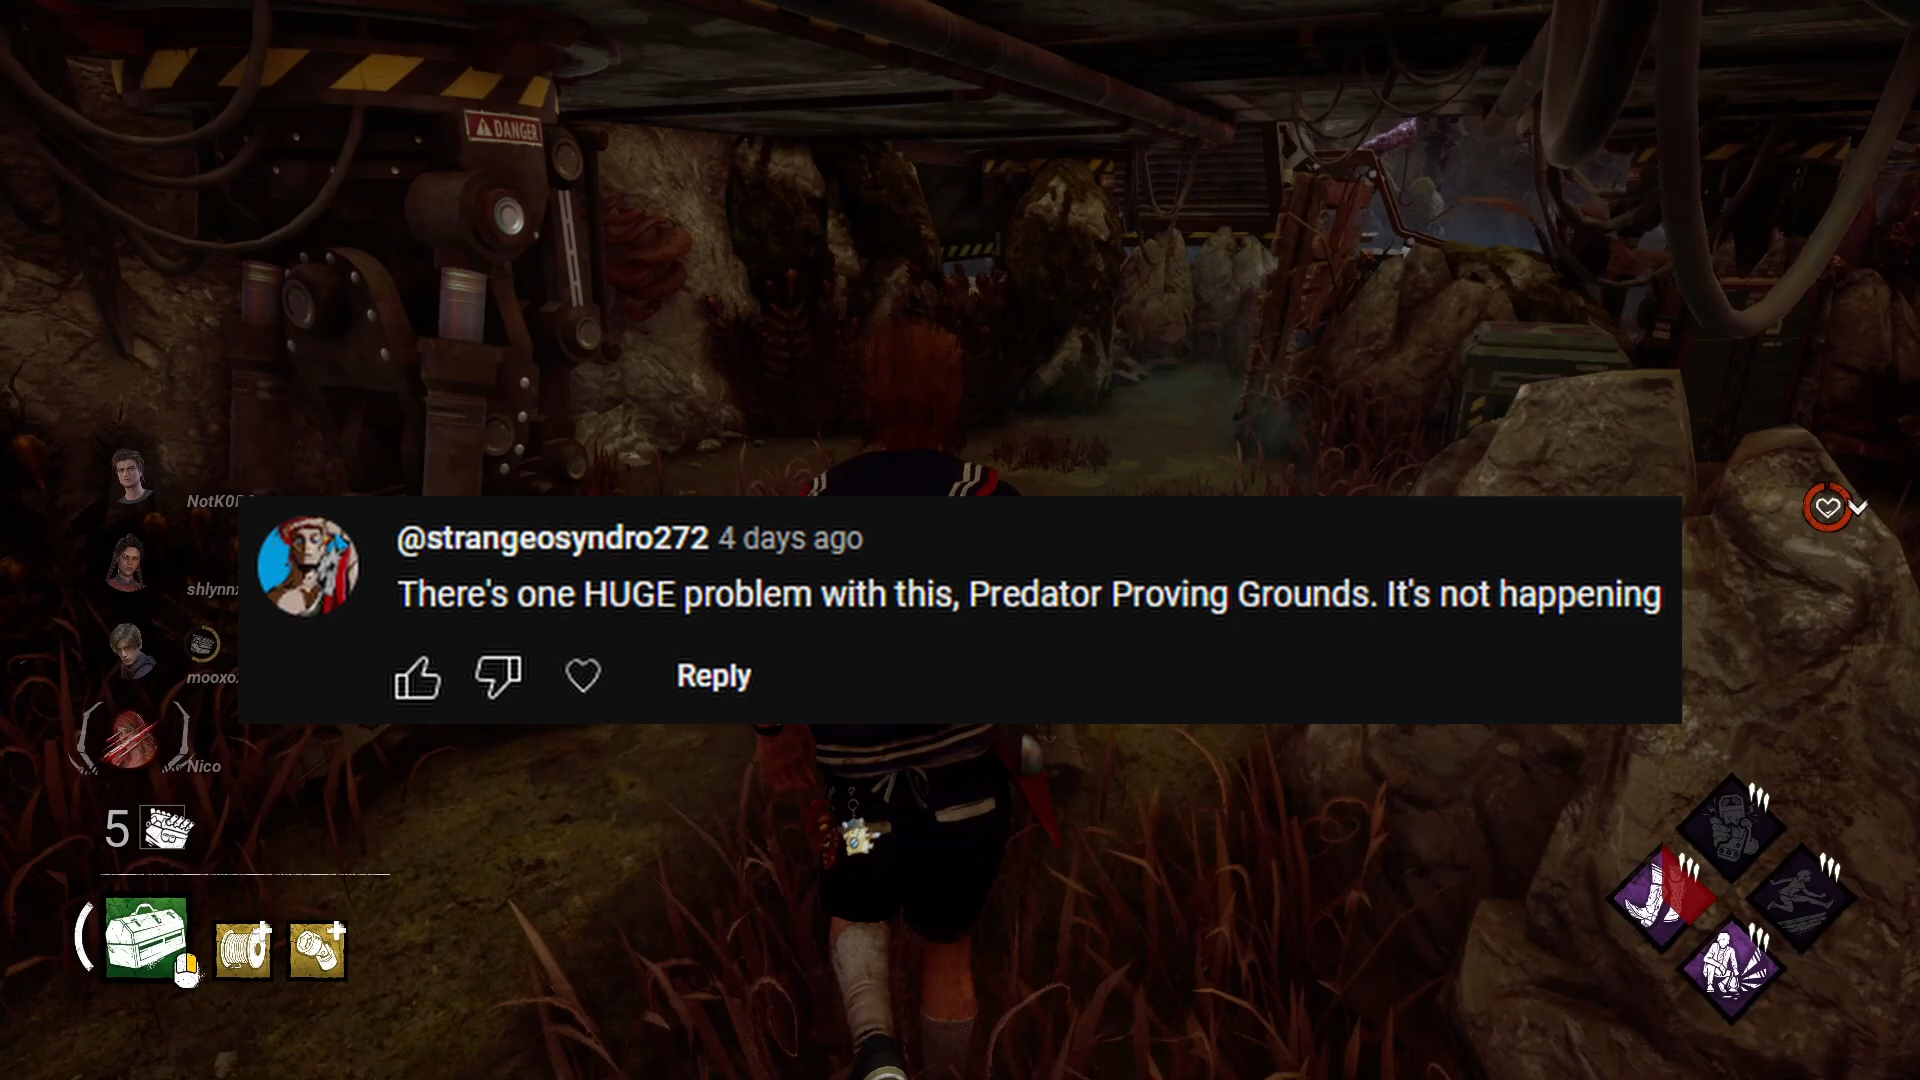 DANGER
NotK0
@strangeosyndro272 4 days ago
There's one HUGE problem with this, Predator Proving Grounds. It's not happening
shlynn
mooxo
Reply
Nico
5